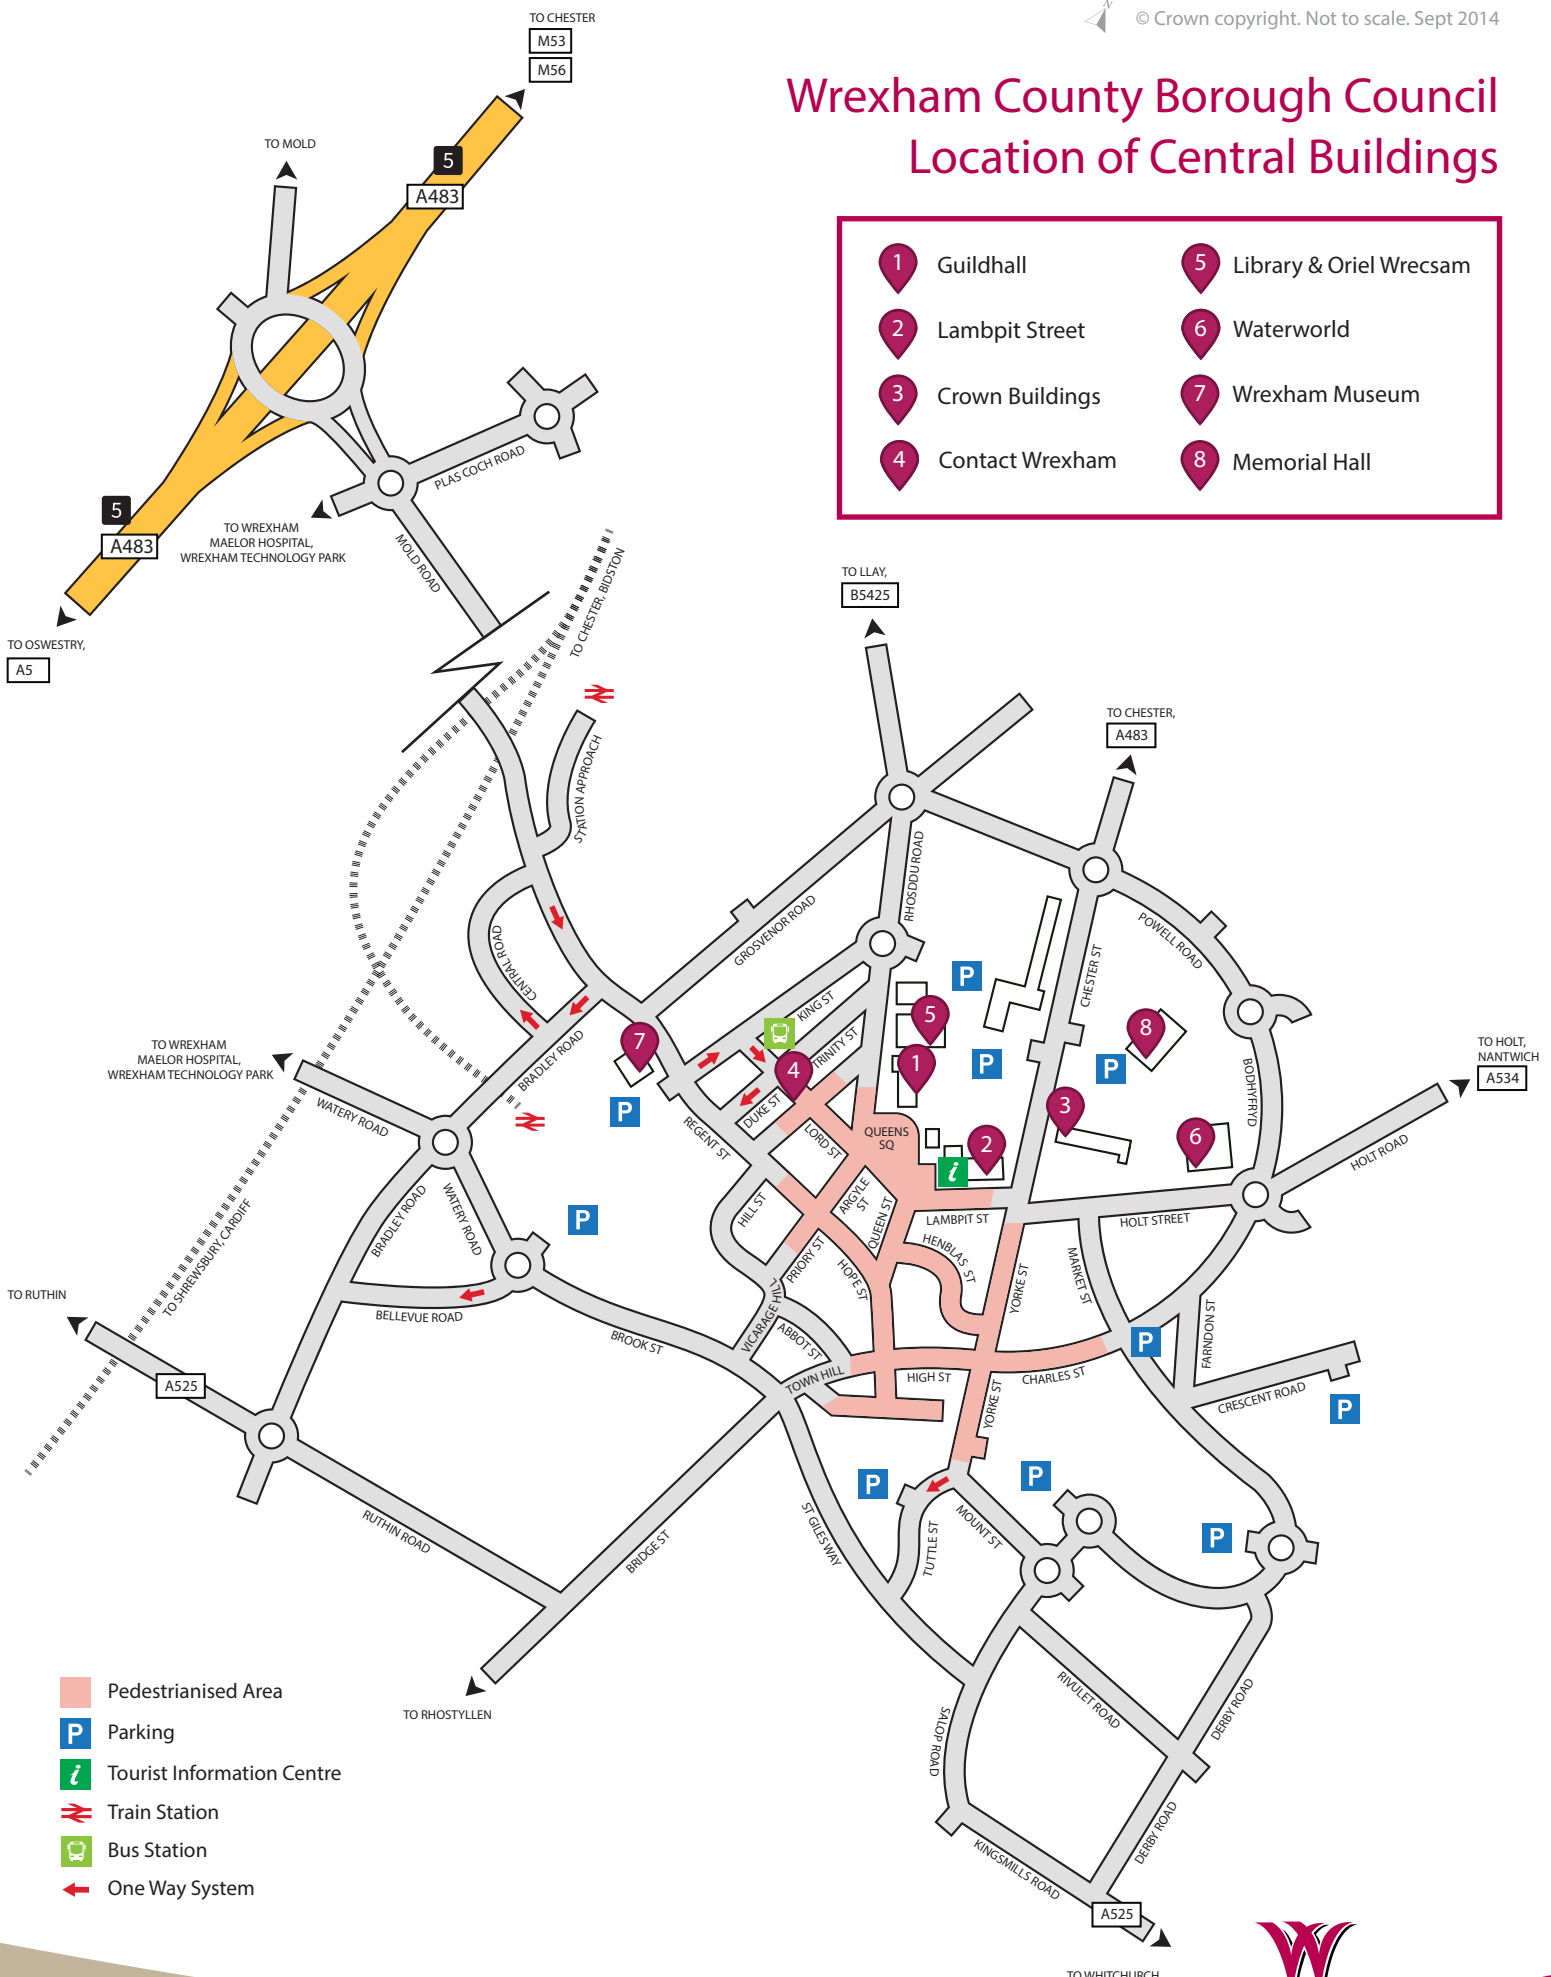 © Crown copyright. Not to scale. Sept 2014
N
Wrexham County Borough Council
Location of Central Buildings
1 Guildhall
2 Lambpit Street
3 Crown Buildings
4 Contact Wrexham
5 Library & Oriel Wrecsam
6 Waterworld
7 Wrexham Museum
8 Memorial Hall
TO CHESTER
M53
M56
TO MOLD
5
A483
PLAS COCH ROAD
5
A483
TO WREXHAM
MAELOR HOSPITAL,
WREXHAM TECHNOLOGY PARK
MOLD ROAD
TO OSWESTRY,
A5
TO CHESTER, BIDSTON
TO LLAY,
B5425
TO CHESTER,
A483
STATION APPROACH
RHOSDDU ROAD
GROSVENOR ROAD
POWELL ROAD
CHESTER ST
CENTRAL ROAD
P
KING ST
5
8
7
TRINITY ST
BRADLEY ROAD
TO WREXHAM
MAELOR HOSPITAL,
WREXHAM TECHNOLOGY PARK
TO HOLT,
NANTWICH
A534
4
1
P
P
BODHYFRYD
WATERY ROAD
P
DUKE ST
3
REGENT ST
LORD ST
QUEENS
SQ
2
6
i
HOLT ROAD
BRADLEY ROAD
WATERY ROAD
P
HILL ST
ARGYLE
ST
QUEEN ST
LAMBPIT ST
HOLT STREET
TO SHREWSBURY, CARDIFF
PRIORY ST
HOPE ST
HENBLAS ST
YORKE ST
MARKET ST
TO RUTHIN
BELLEVUE ROAD
BROOK ST
VICARAGE HILL
ABBOT ST
FARNDON ST
P
A525
TOWN HILL
HIGH ST
CHARLES ST
CRESCENT ROAD
YORKE ST
P
P
P
RUTHIN ROAD
BRIDGE ST
ST GILES WAY
TUTTLE ST
MOUNT ST
P
TO RHOSTYLLEN
SALOP ROAD
RIVULET ROAD
DERBY ROAD
DERBY ROAD
KINGSMILLS ROAD
A525
TO WHITCHURCH
Pedestrianised Area
P Parking
i Tourist Information Centre
Train Station
Bus Station
One Way System